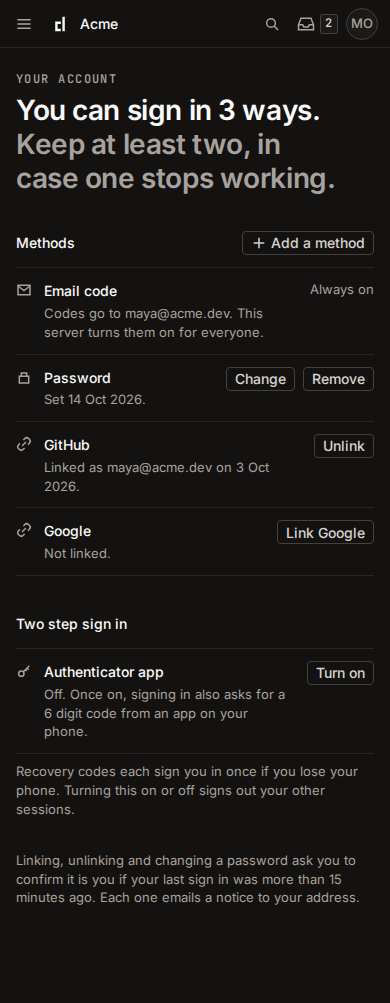 Acme
2
MO
YOUR ACCOUNT
You can sign in 3 ways.
Keep at least two, in
case one stops working.
Methods
Add a method
Email code
Always on
Codes go to maya@acme.dev. This
server turns them on for everyone.
Password
Change
Remove
Set 14 Oct 2026.
GitHub
Unlink
Linked as maya@acme.dev on 3 Oct
2026.
Google
Link Google
Not linked.
Two step sign in
Authenticator app
Turn on
Off. Once on, signing in also asks for a
6 digit code from an app on your
phone.
Recovery codes each sign you in once if you lose your
phone. Turning this on or off signs out your other
sessions.
Linking, unlinking and changing a password ask you to
confirm it is you if your last sign in was more than 15
minutes ago. Each one emails a notice to your address.